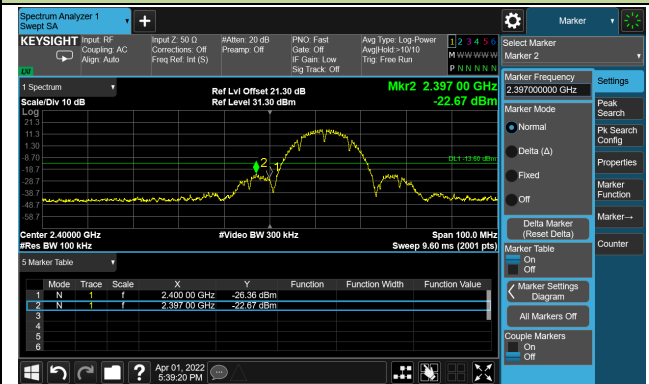 Spectrum Analyzer 1
Swept SA
Marker
KEYSIGHT Input: RF
Coupling: AC
Align: Auto
Input Z: 50 Ω
Corrections: Off
Freq Ref: Int (S)
#Atten: 20 dB
Preamp: Off
PNO: Fast
Gate: Off
IF Gain: Low
Sig Track: Off
Avg Type: Log-Power
Avg|Hold:>10/10
Trig: Free Run
1 2 3 4 5 6
M W W W W W
P N N N N N
LXI
Select Marker
Marker 2
1 Spectrum
Scale/Div 10 dB
Ref Lvl Offset 21.30 dB
Ref Level 31.30 dBm
Mkr2 2.397 00 GHz
-22.67 dBm
Log
21.3
11.3
1.30
-8.70
-18.7
-28.7
-38.7
-48.7
-58.7
2
1
DL1 -13.60 dBm
Center 2.40000 GHz
#Res BW 100 kHz
#Video BW 300 kHz
Span 100.0 MHz
Sweep 9.60 ms (2001 pts)
5 Marker Table
Mode Trace Scale X Y Function Function Width Function Value
1 N 1 f 2.400 00 GHz -26.36 dBm
2 N 1 f 2.397 00 GHz -22.67 dBm
3
4
5
6
Apr 01, 2022
5:39:20 PM
?
Marker Frequency
2.397000000 GHz
Marker Mode
Normal
Delta (Δ)
Fixed
Off
Delta Marker
(Reset Delta)
Marker Table
On
Off
Marker Settings
Diagram
All Markers Off
Couple Markers
On
Off
Settings
Peak
Search
Pk Search
Config
Properties
Marker
Function
Marker→
Counter